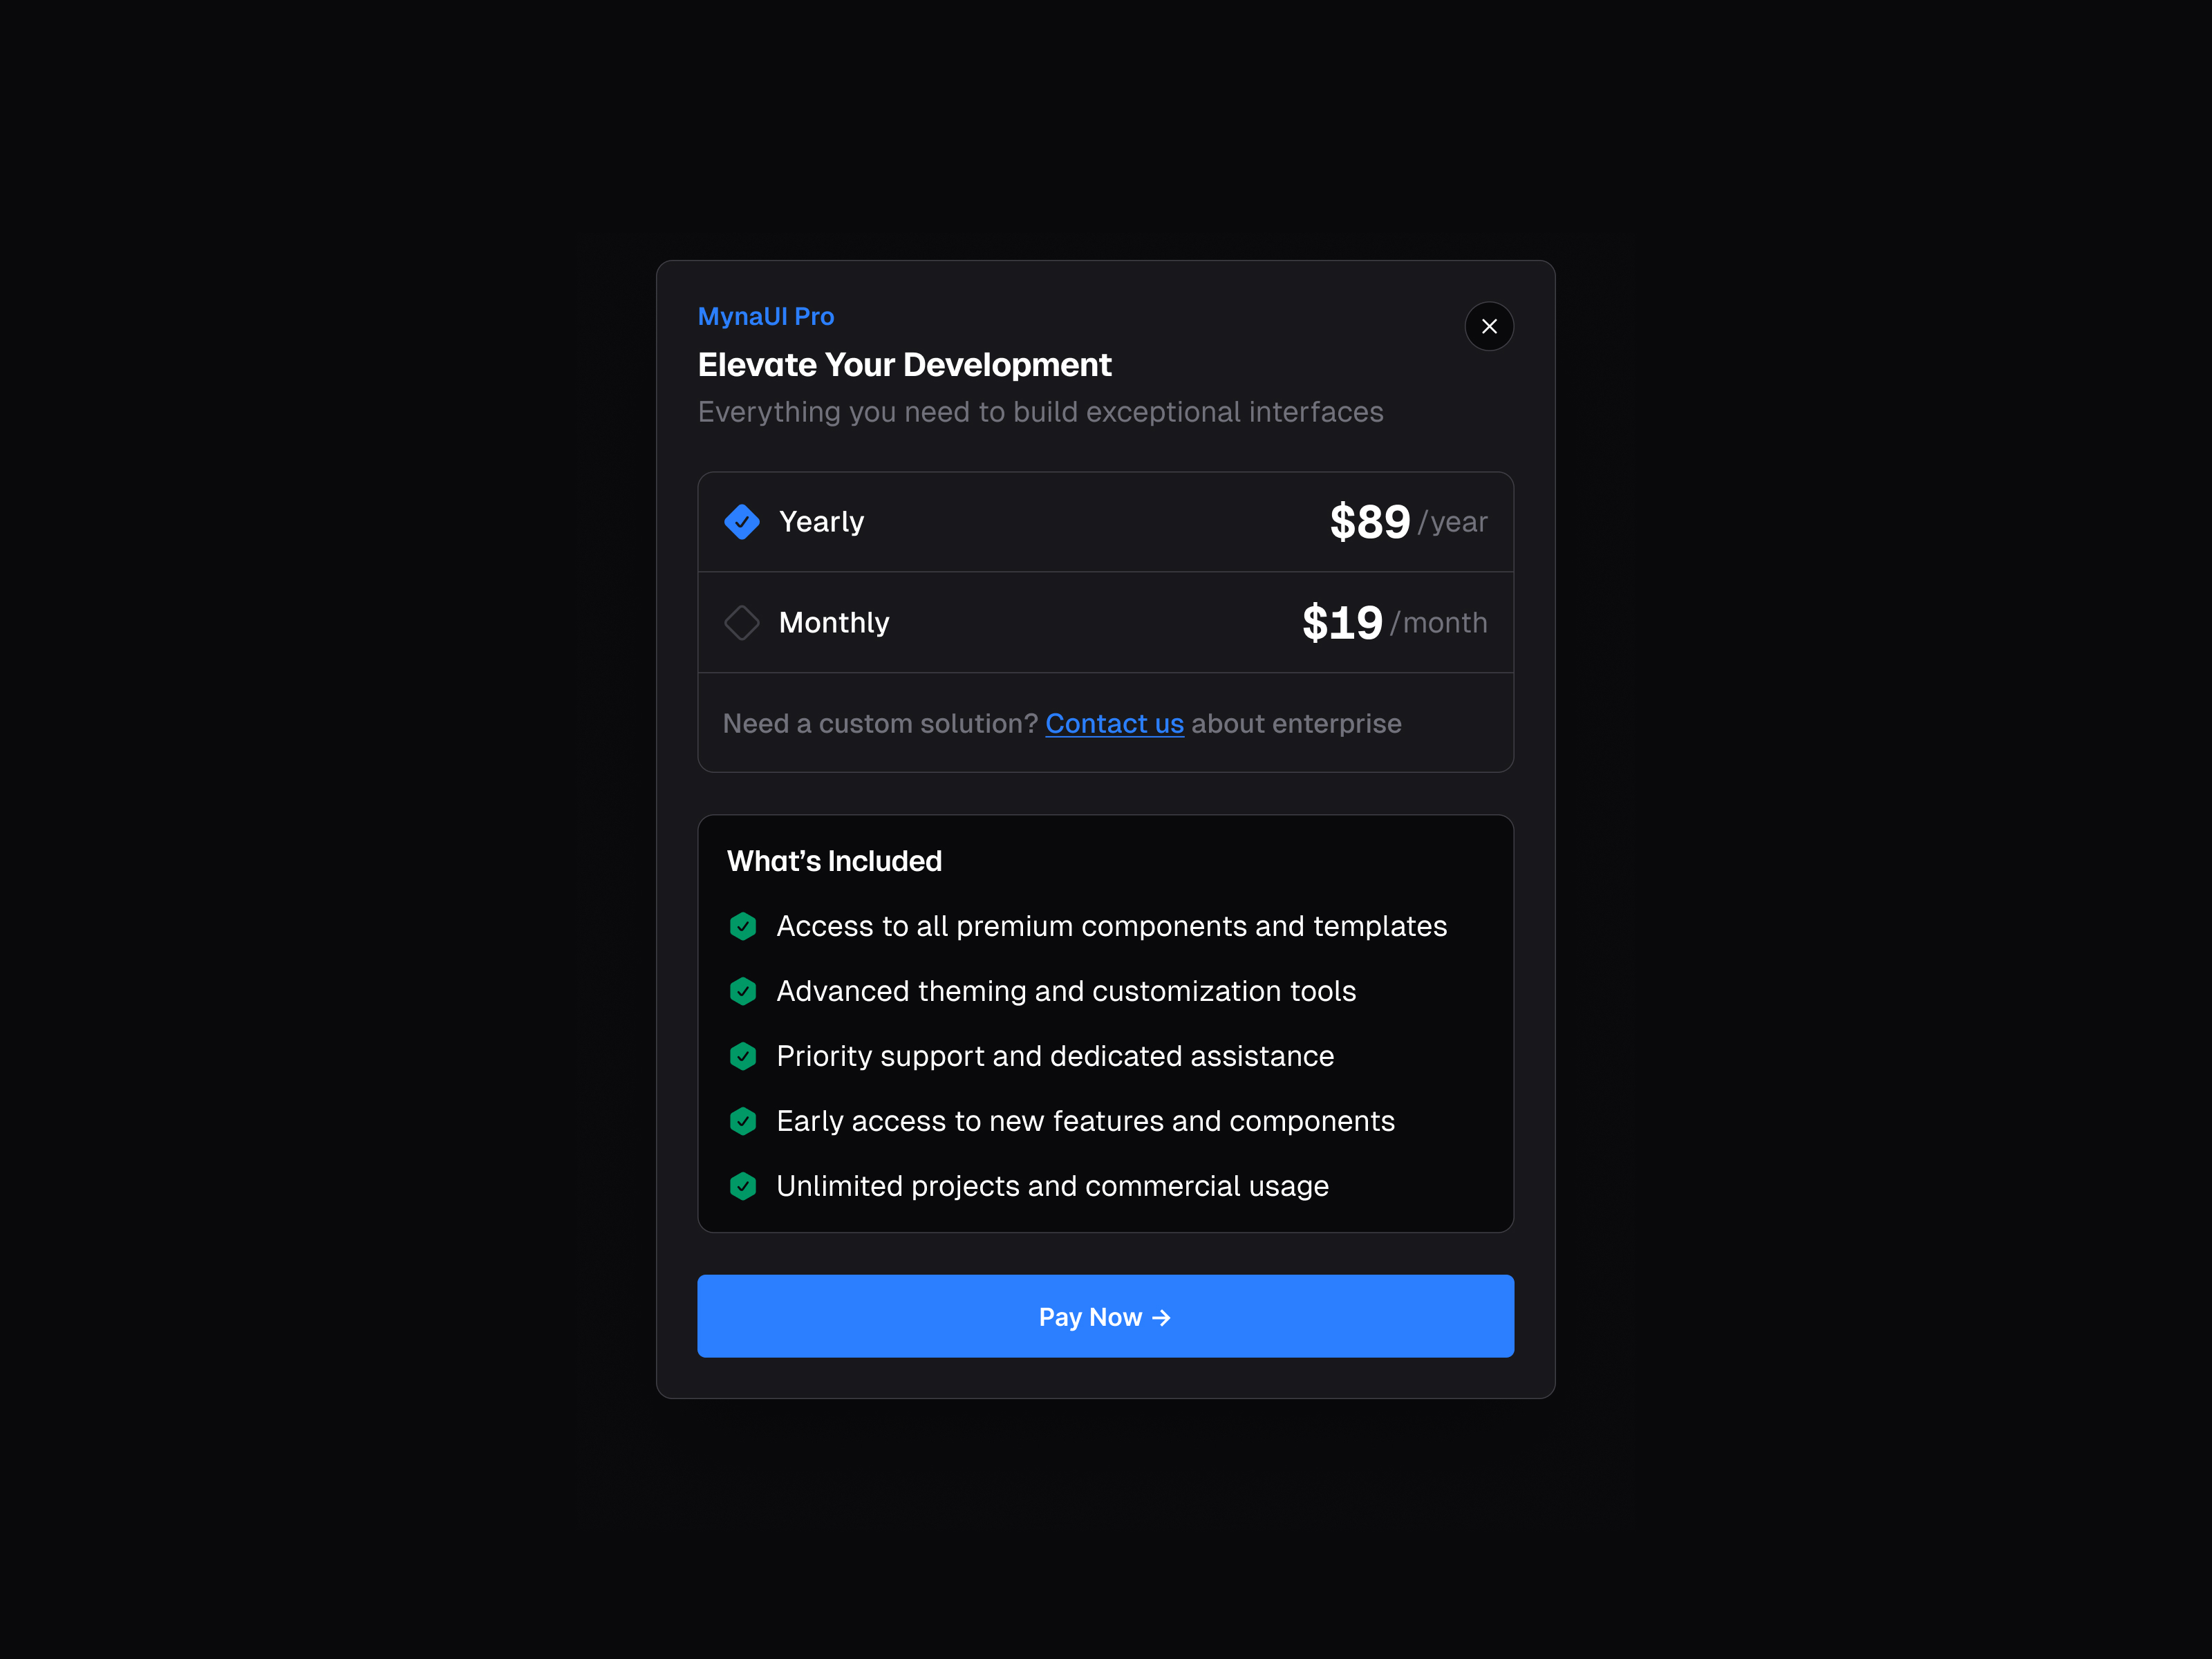 MynaUI Pro
Elevate Your Development
Everything you need to build exceptional interfaces
Yearly $89 /year
Monthly $19 /month
Need a custom solution? Contact us about enterprise
What’s Included
Access to all premium components and templates
Advanced theming and customization tools
Priority support and dedicated assistance
Early access to new features and components
Unlimited projects and commercial usage
Pay Now →